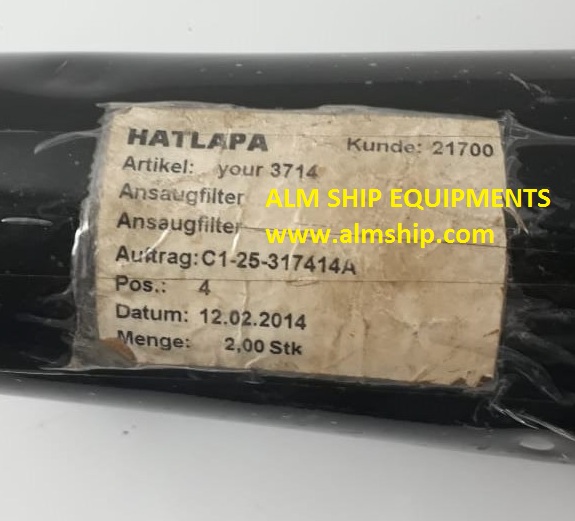 HATLAPA Kunde: 21700
Artikel: your 3714
Ansaugfilter ALM SHIP EQUIPMENTS
Ansaugfilter www.almship.com
Auftrag: C1-25-317414A
Pos.: 4
Datum: 12.02.2014
Menge: 2,00 Stk